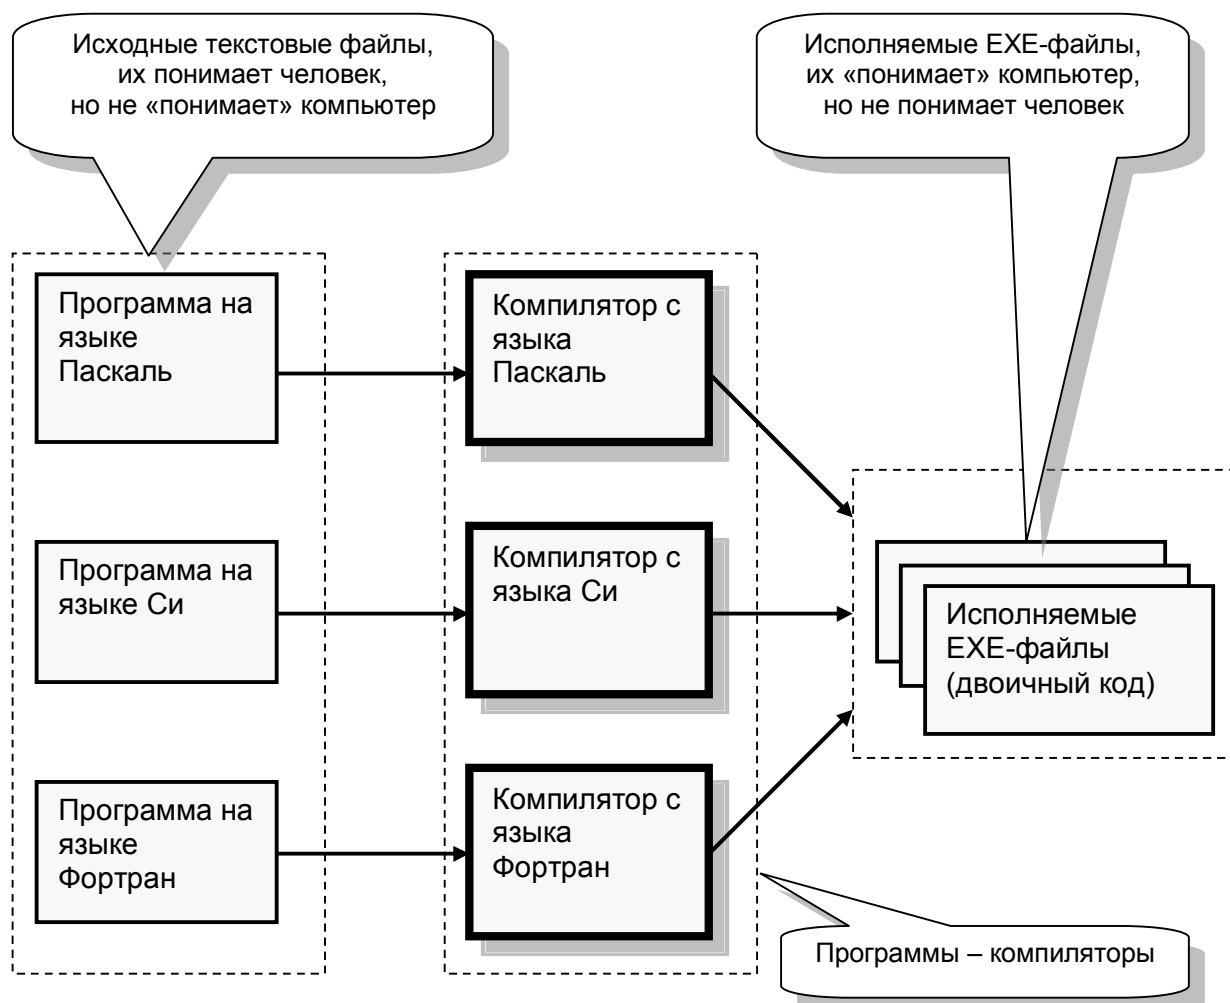 Исходные текстовые файлы,
их понимает человек,
но не «понимает» компьютер
Исполняемые EXE-файлы,
их «понимает» компьютер,
но не понимает человек
Программа на
языке
Паскаль
Компилятор с
языка
Паскаль
Программа на
языке Си
Компилятор с
языка Си
Исполняемые
EXE-файлы
(двоичный код)
Программа на
языке
Фортран
Компилятор с
языка
Фортран
Программы – компиляторы